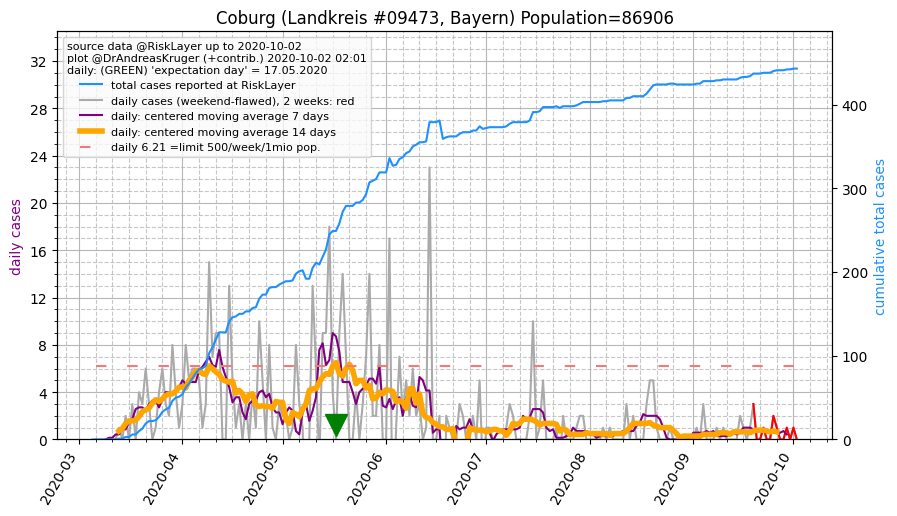 Coburg (Landkreis #09473, Bayern) Population=86906
source data @RiskLayer up to 2020-10-02
plot @DrAndreasKruger (+contrib.) 2020-10-02 02:01
daily: (GREEN) 'expectation day' = 17.05.2020
total cases reported at RiskLayer
daily cases (weekend-flawed), 2 weeks: red
daily: centered moving average 7 days
daily: centered moving average 14 days
daily 6.21 =limit 500/week/1mio pop.
daily cases
32
28
24
20
16
12
8
4
0
cumulative total cases
400
300
200
100
0
2020-03
2020-04
2020-05
2020-06
2020-07
2020-08
2020-09
2020-10